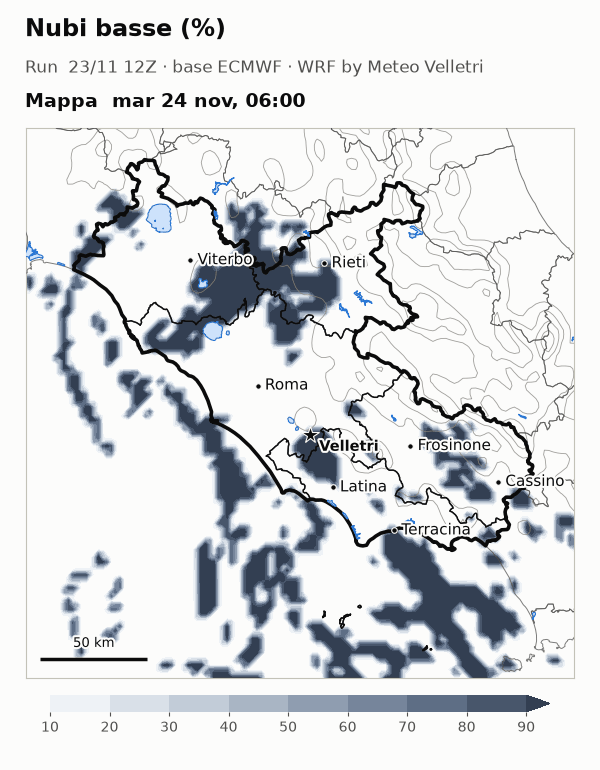 Nubi basse (%)
Run  23/11 12Z · base ECMWF · WRF by Meteo Velletri
Mappa  mar 24 nov, 06:00
Viterbo
Rieti
Roma
Velletri
Frosinone
Latina
Cassino
Terracina
50 km
10 20 30 40 50 60 70 80 90